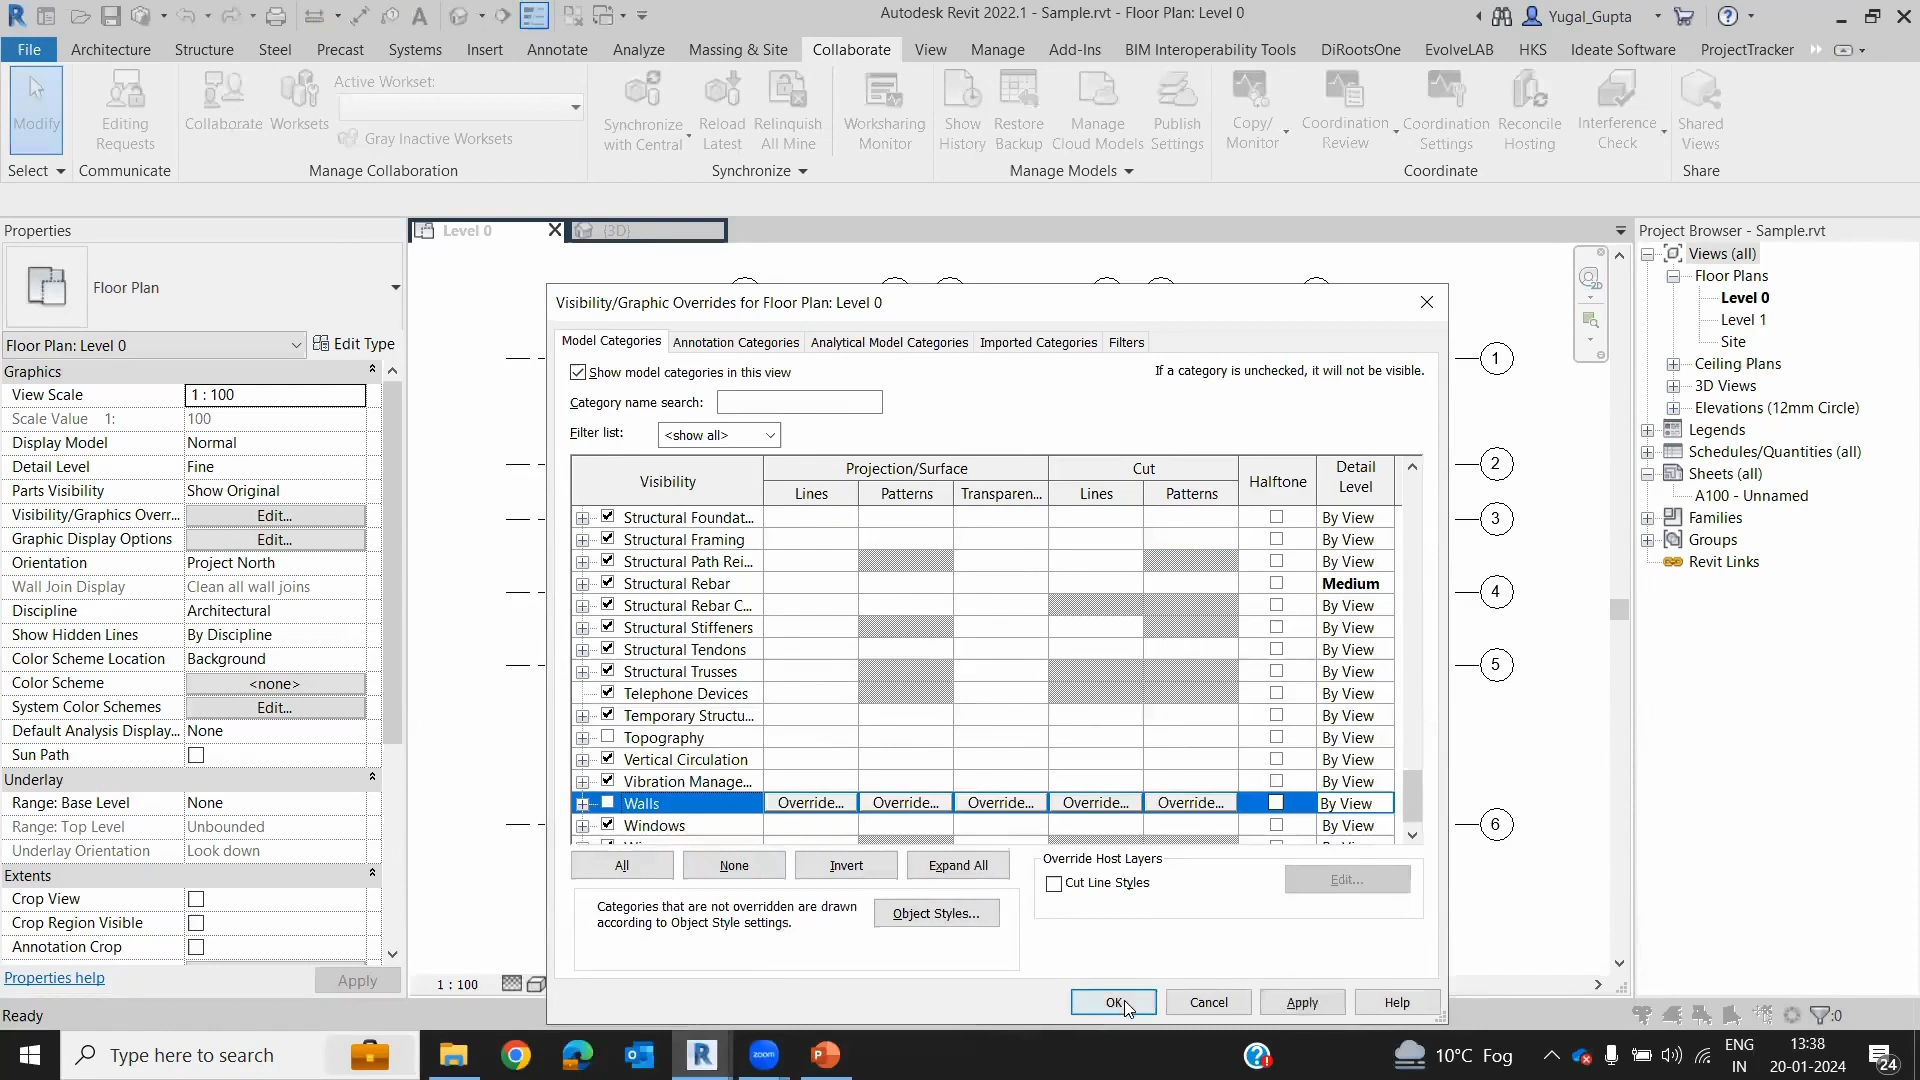 Autodesk Revit 2022.1 - Sample.rvt - Floor Plan: Level 0
Yugal_Gupta
File Architecture Structure Steel Precast Systems Insert Annotate Analyze Massing & Site Collaborate View Manage Add-Ins BIM Interoperability Tools DiRootsOne EvolveLAB HKS Ideate Software ProjectTracker
Modify
Editing Requests
Collaborate
Worksets
Active Workset:
Gray Inactive Worksets
Synchronize with Central
Reload Latest
Relinquish All Mine
Worksharing Monitor
Show History
Restore Backup
Manage Cloud Models
Publish Settings
Copy/ Monitor
Coordination Review
Coordination Settings
Reconcile Hosting
Interference Check
Shared Views
Select Communicate Manage Collaboration Synchronize Manage Models Coordinate Share
Properties
Floor Plan
Floor Plan: Level 0 Edit Type
Graphics
View Scale 1 : 100
Scale Value 1: 100
Display Model Normal
Detail Level Fine
Parts Visibility Show Original
Visibility/Graphics Overr... Edit...
Graphic Display Options Edit...
Orientation Project North
Wall Join Display Clean all wall joins
Discipline Architectural
Show Hidden Lines By Discipline
Color Scheme Location Background
Color Scheme <none>
System Color Schemes Edit...
Default Analysis Display... None
Sun Path
Underlay
Range: Base Level None
Range: Top Level Unbounded
Underlay Orientation Look down
Extents
Crop View
Crop Region Visible
Annotation Crop
Properties help Apply
Level 0 {3D}
Visibility/Graphic Overrides for Floor Plan: Level 0
Model Categories Annotation Categories Analytical Model Categories Imported Categories Filters
Show model categories in this view
If a category is unchecked, it will not be visible.
Category name search:
Filter list: <show all>
Visibility Projection/Surface Cut Halftone Detail Level
Lines Patterns Transparen... Lines Patterns
Structural Foundat... By View
Structural Framing By View
Structural Path Rei... By View
Structural Rebar Medium
Structural Rebar C... By View
Structural Stiffeners By View
Structural Tendons By View
Structural Trusses By View
Telephone Devices By View
Temporary Structu... By View
Topography By View
Vertical Circulation By View
Vibration Manage... By View
Walls Override... Override... Override... Override... Override... By View
Windows By View
All None Invert Expand All
Override Host Layers
Cut Line Styles Edit...
Categories that are not overridden are drawn
according to Object Style settings.
Object Styles...
OK Cancel Apply Help
1
2
3
4
5
6
1 : 100
Project Browser - Sample.rvt
Views (all)
Floor Plans
Level 0
Level 1
Site
Ceiling Plans
3D Views
Elevations (12mm Circle)
Legends
Schedules/Quantities (all)
Sheets (all)
A100 - Unnamed
Families
Groups
Revit Links
Ready
:0
Type here to search
zoom
10°C Fog
ENG
IN
13:38
20-01-2024
24